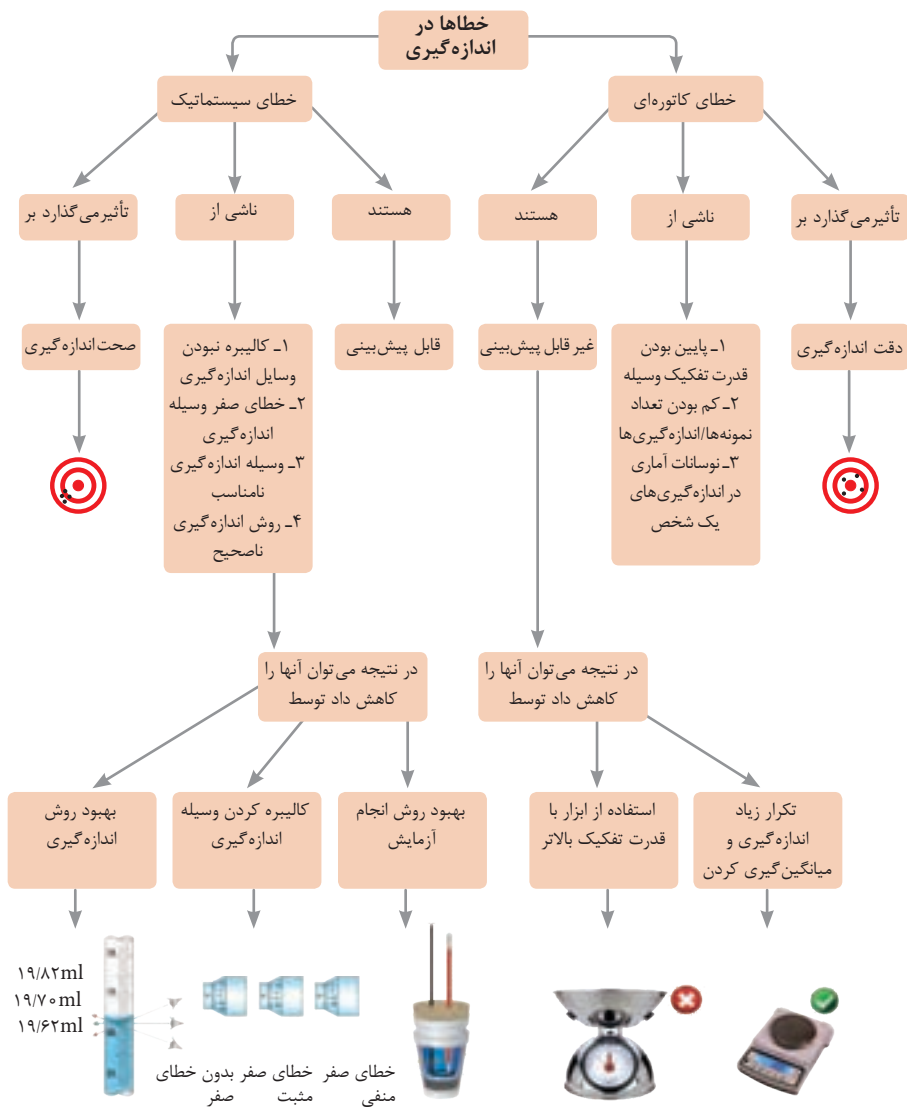 خطاها در
اندازه‌گیری
خطای کاتوره‌ای
خطای سیستماتیک
تأثیرمی‌گذارد بر
ناشی از
هستند
هستند
ناشی از
تأثیرمی‌گذارد بر
دقت اندازه‌گیری
۱ـ پایین بودن
قدرت تفکیک وسیله
۲ـ کم بودن تعداد
نمونه‌ها/اندازه‌گیری‌ها
۳ـ نوسانات آماری
در اندازه‌گیری‌های
یک شخص
غیر قابل پیش‌بینی
قابل پیش‌بینی
۱ـ کالیبره نبودن
وسایل اندازه‌گیری
۲ـ خطای صفر وسیله
اندازه‌گیری
۳ـ وسیله اندازه‌گیری
نامناسب
۴ـ روش اندازه‌گیری
ناصحیح
صحت اندازه‌گیری
در نتیجه می‌توان آنها را
کاهش داد توسط
در نتیجه می‌توان آنها را
کاهش داد توسط
تکرار زیاد
اندازه‌گیری و
میانگین‌گیری کردن
استفاده از ابزار با
قدرت تفکیک بالاتر
بهبود روش انجام
آزمایش
کالیبره کردن وسیله
اندازه‌گیری
بهبود روش
اندازه‌گیری
۱۹/۸۲ml
۱۹/۷۰ml
۱۹/۶۲ml
خطای صفر
منفی
خطای صفر
مثبت
بدون خطای
صفر